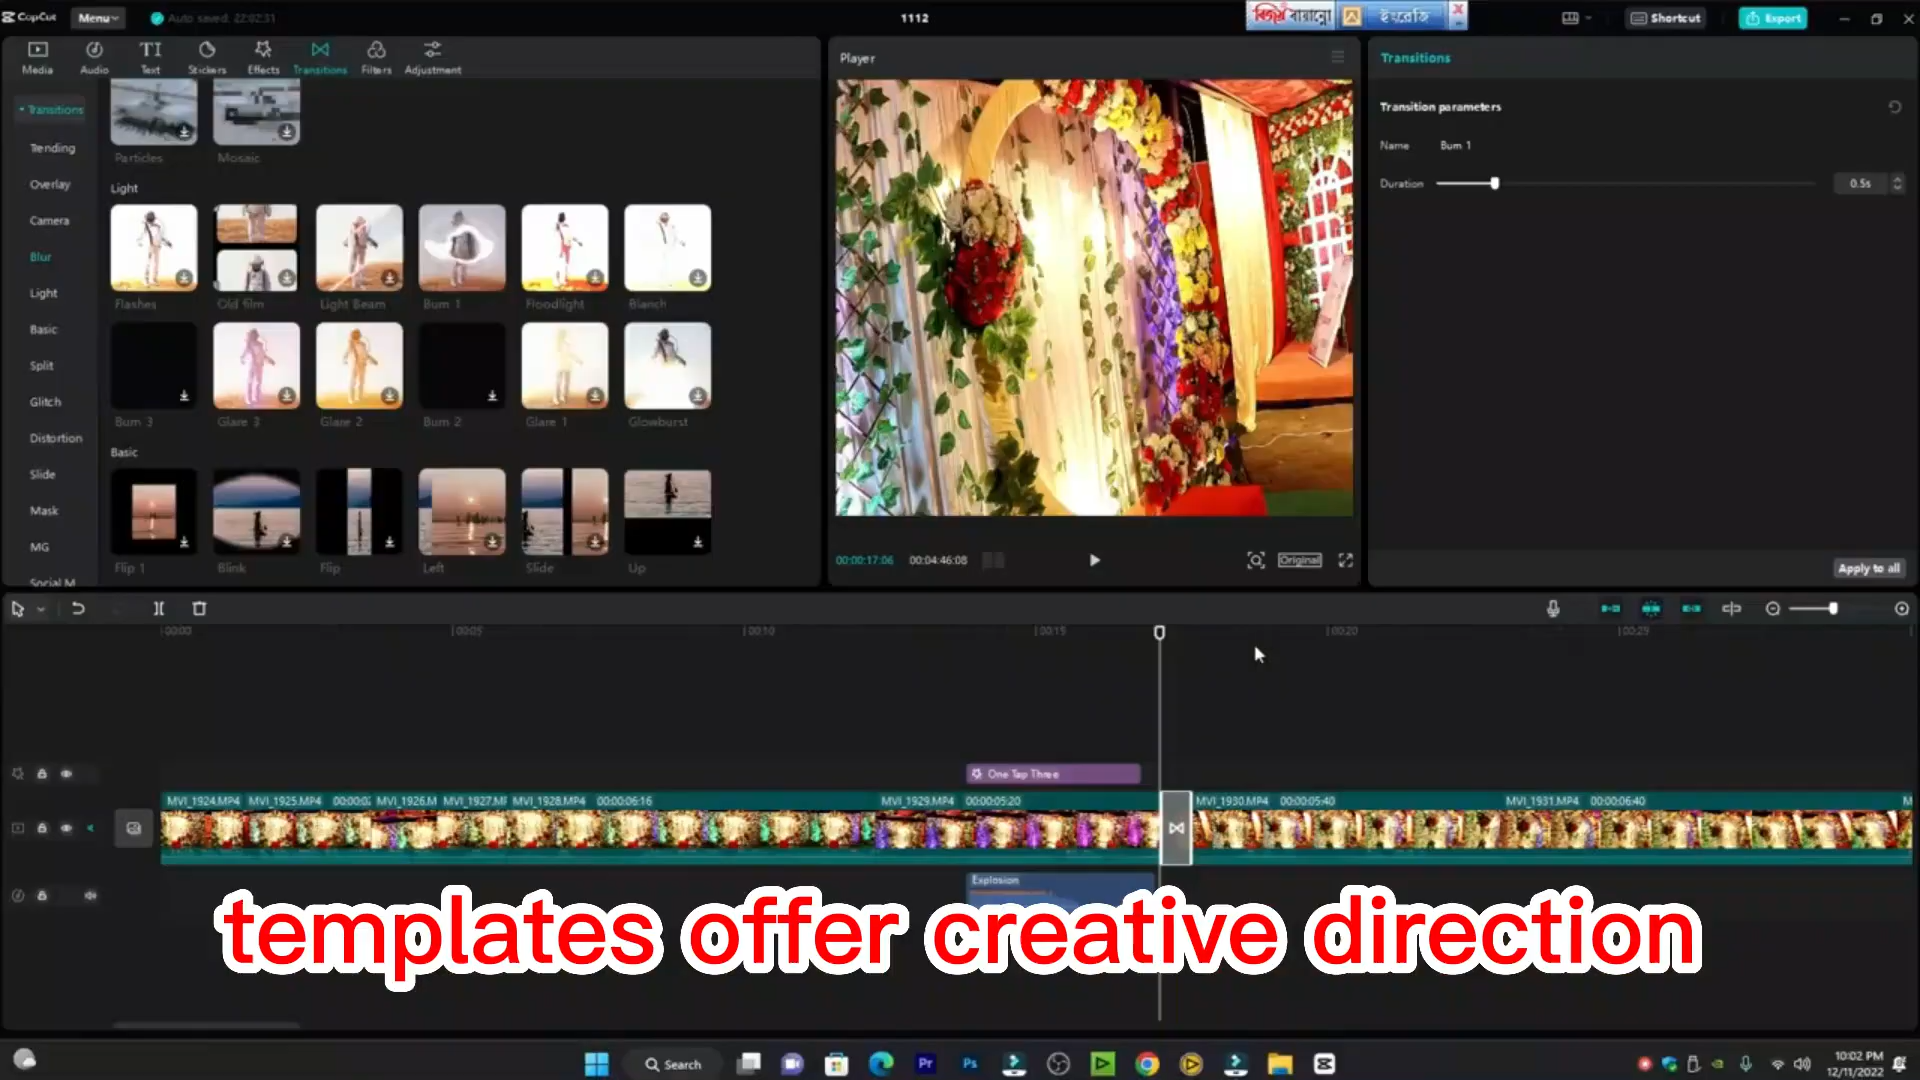 CapCut
Menu
Auto saved: 22:02:31
1112
বিজয় বায়ান্নো
ইংরেজি
Shortcut
Export
Media
Audio
Text
Stickers
Effects
Transitions
Filters
Adjustment
Player
Transitions
Transitions
Trending
Overlay
Camera
Blur
Light
Basic
Split
Glitch
Distortion
Slide
Mask
MG
Social M
Particles
Mosaic
Light
Flashes
Old film
Light Beam
Burn 1
Floodlight
Blanch
Burn 3
Glare 3
Glare 2
Burn 2
Glare 1
Glowburst
Basic
Flip 1
Blink
Flip
Left
Slide
Up
00:00:17:06
00:04:46:08
Original
Transition parameters
Name Burn 1
Duration 0.5s
Apply to all
00:00
00:05
00:10
00:15
00:20
One Tap Three
MVI_1924.MP4 MVI_1925.MP4 MVI_1926.M MVI_1928.MP4 00:00:06:16 MVI_1929.MP4 00:00:05:20 MVI_1930.MP4 00:00:05:40 MVI_1931.MP4 00:00:06:40
Explosion
templates offer creative direction
Search
Pr
Ps
10:02 PM
12/11/2022